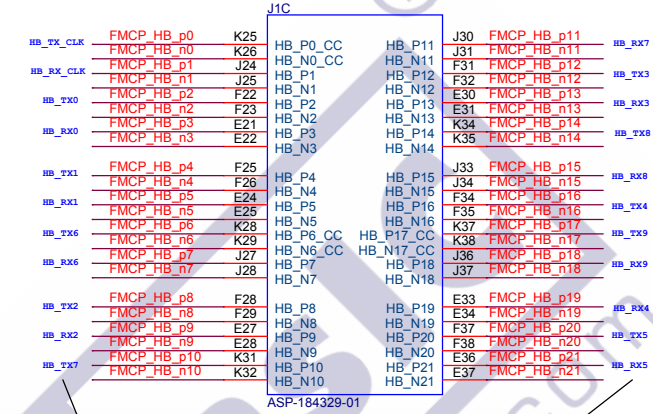 J1C
HB_TX_CLK FMCP_HB_p0 K25 HB_P0_CC HB_P11 J30 FMCP_HB_p11 HB_RX7
FMCP_HB_n0 K26 HB_N0_CC HB_N11 J31 FMCP_HB_n11
HB_RX_CLK FMCP_HB_p1 J24 HB_P1 HB_P12 F31 FMCP_HB_p12 HB_TX3
FMCP_HB_n1 J25 HB_N1 HB_N12 F32 FMCP_HB_n12
HB_TX0 FMCP_HB_p2 F22 HB_P2 HB_P13 E30 FMCP_HB_p13 HB_RX3
FMCP_HB_n2 F23 HB_N2 HB_N13 E31 FMCP_HB_n13
HB_RX0 FMCP_HB_p3 E21 HB_P3 HB_P14 K34 FMCP_HB_p14 HB_TX8
FMCP_HB_n3 E22 HB_N3 HB_N14 K35 FMCP_HB_n14
HB_TX1 FMCP_HB_p4 F25 HB_P4 HB_P15 J33 FMCP_HB_p15 HB_RX8
FMCP_HB_n4 F26 HB_N4 HB_N15 J34 FMCP_HB_n15
HB_RX1 FMCP_HB_p5 E24 HB_P5 HB_P16 F34 FMCP_HB_p16 HB_TX4
FMCP_HB_n5 E25 HB_N5 HB_N16 F35 FMCP_HB_n16
HB_TX6 FMCP_HB_p6 K28 HB_P6_CC HB_P17_CC K37 FMCP_HB_p17 HB_TX9
FMCP_HB_n6 K29 HB_N6_CC HB_N17_CC K38 FMCP_HB_n17
HB_RX6 FMCP_HB_p7 J27 HB_P7 HB_P18 J36 FMCP_HB_p18 HB_RX9
FMCP_HB_n7 J28 HB_N7 HB_N18 J37 FMCP_HB_n18
HB_TX2 FMCP_HB_p8 F28 HB_P8 HB_P19 E33 FMCP_HB_p19 HB_RX4
FMCP_HB_n8 F29 HB_N8 HB_N19 E34 FMCP_HB_n19
HB_RX2 FMCP_HB_p9 E27 HB_P9 HB_P20 F37 FMCP_HB_p20 HB_TX5
FMCP_HB_n9 E28 HB_N9 HB_N20 F38 FMCP_HB_n20
HB_TX7 FMCP_HB_p10 K31 HB_P10 HB_P21 E36 FMCP_HB_p21 HB_RX5
FMCP_HB_n10 K32 HB_N10 HB_N21 E37 FMCP_HB_n21
ASP-184329-01